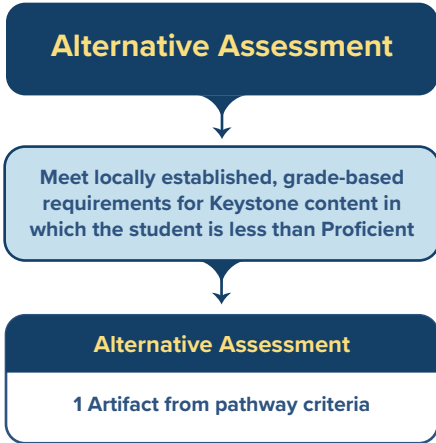 Alternative Assessment
Meet locally established, grade-based
requirements for Keystone content in
which the student is less than Proficient
Alternative Assessment
1 Artifact from pathway criteria